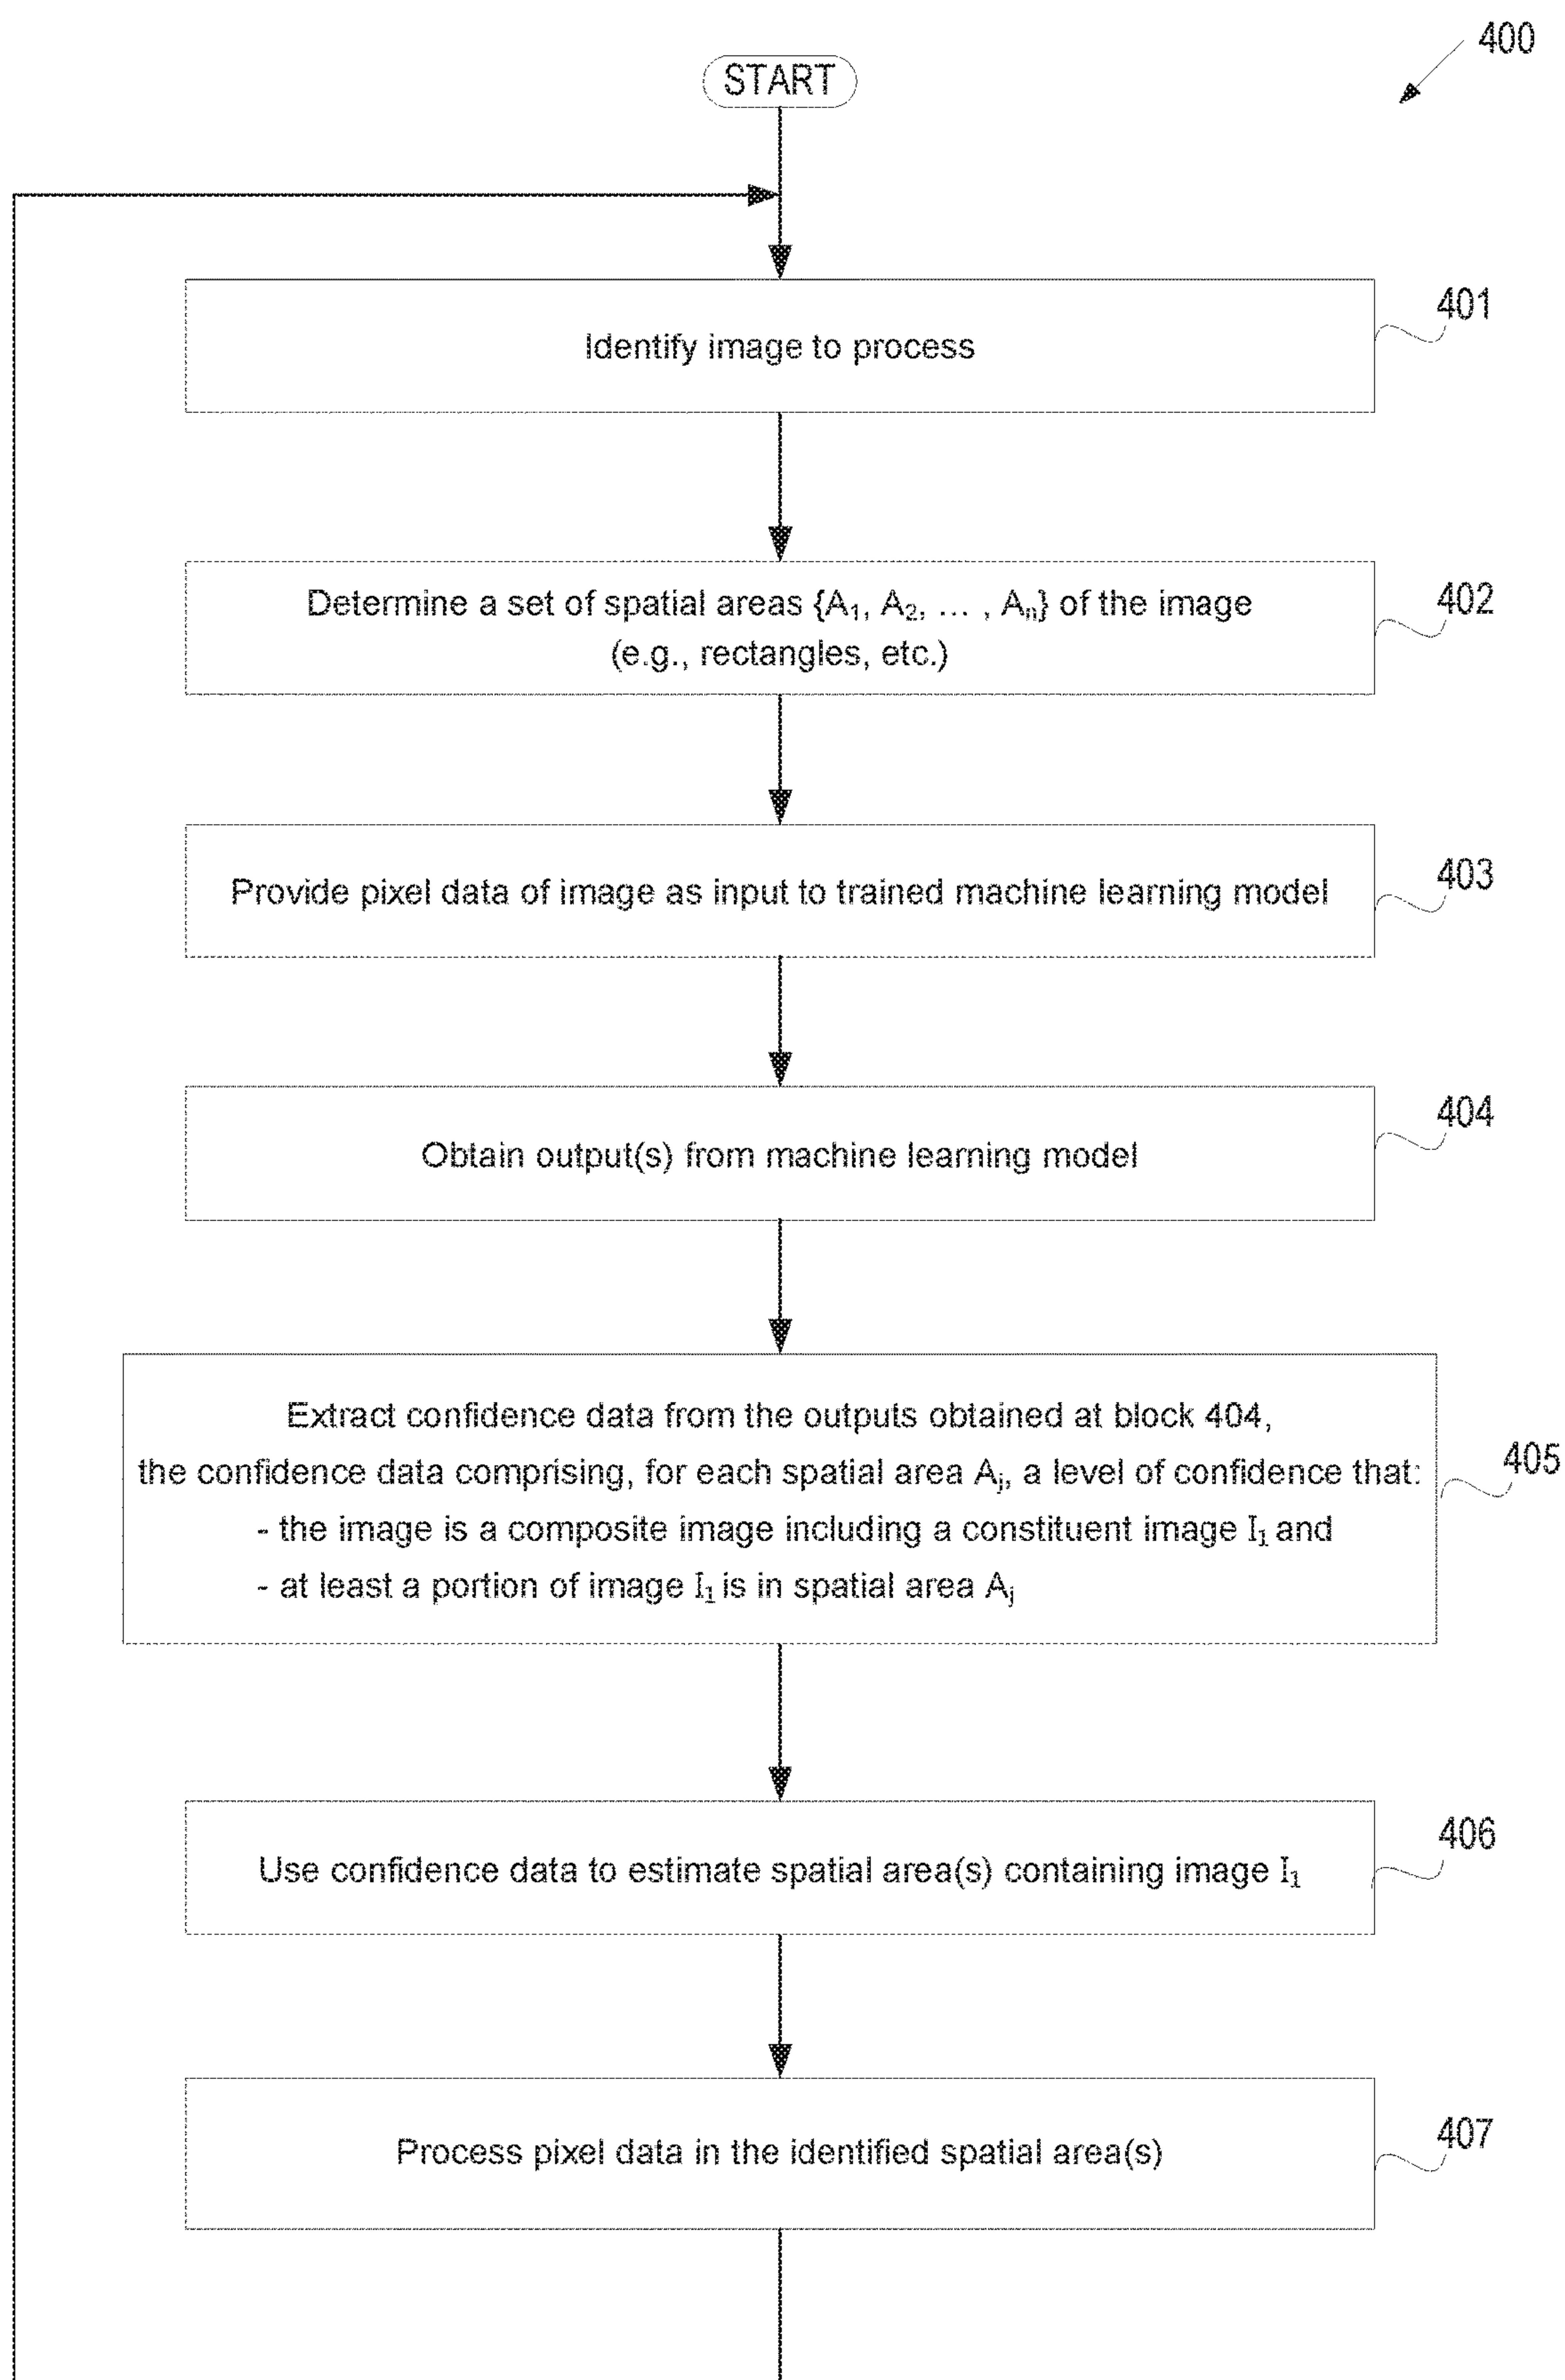 400
START
Identify image to process
401
Determine a set of spatial areas {A₁, A₂, … , Aₙ} of the image
(e.g., rectangles, etc.)
402
Provide pixel data of image as input to trained machine learning model
403
Obtain output(s) from machine learning model
404
Extract confidence data from the outputs obtained at block 404,
the confidence data comprising, for each spatial area Aⱼ, a level of confidence that:
- the image is a composite image including a constituent image I₁ and
- at least a portion of image I₁ is in spatial area Aⱼ
405
Use confidence data to estimate spatial area(s) containing image I₁
406
Process pixel data in the identified spatial area(s)
407